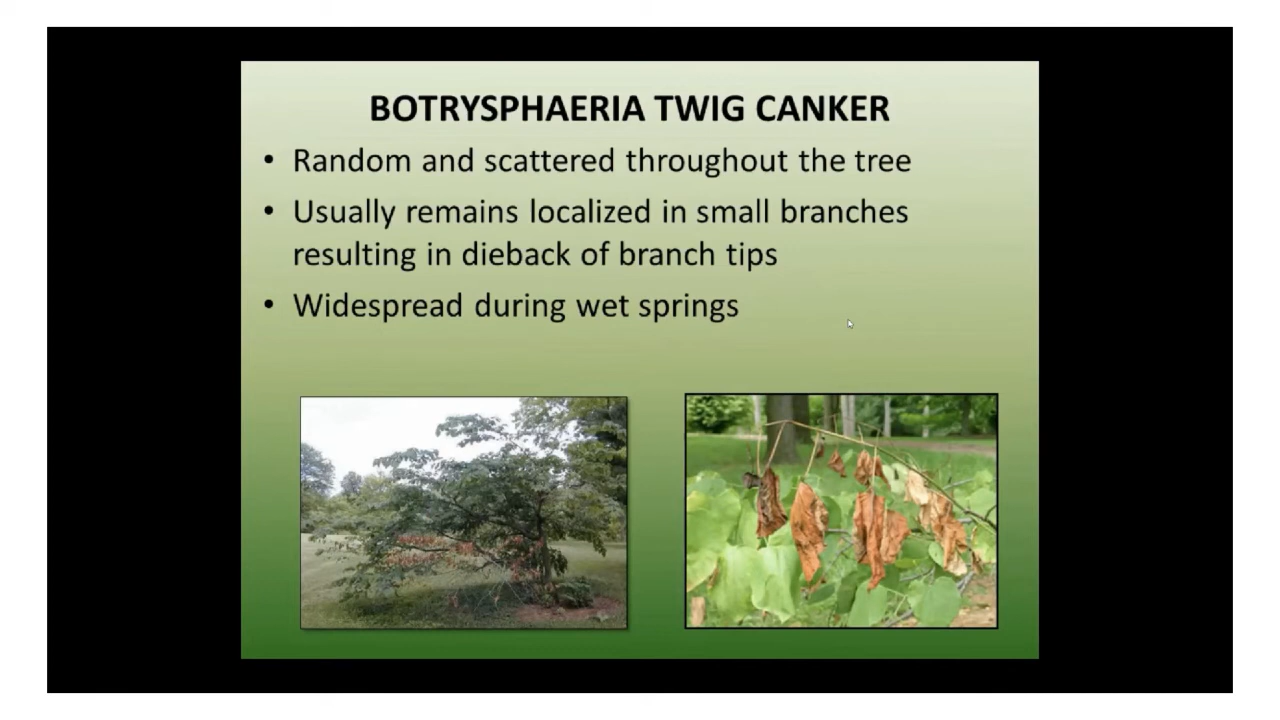 BOTRYSPHAERIA TWIG CANKER
• Random and scattered throughout the tree
• Usually remains localized in small branches
resulting in dieback of branch tips
• Widespread during wet springs